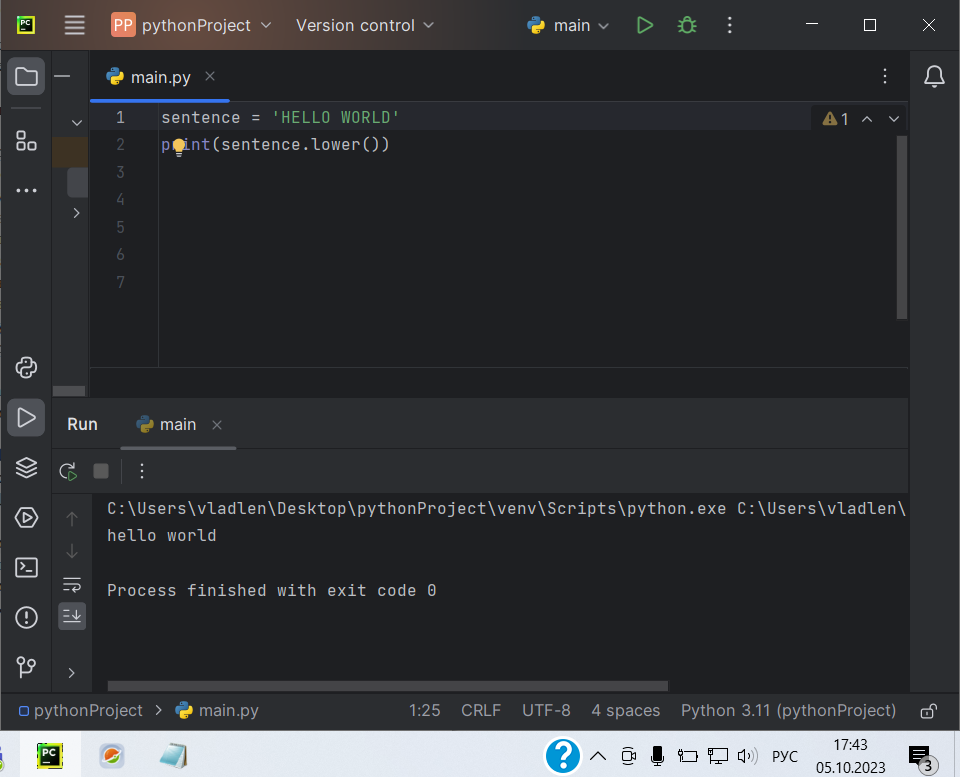 PC PP pythonProject Version control main
main.py
1 sentence = 'HELLO WORLD' 1
2 print(sentence.lower())
3
4
5
6
7
Run main
C:\Users\vladlen\Desktop\pythonProject\venv\Scripts\python.exe C:\Users\vladlen\
hello world
Process finished with exit code 0
pythonProject > main.py 1:25 CRLF UTF-8 4 spaces Python 3.11 (pythonProject)
PC ? РУС 17:43 3
05.10.2023